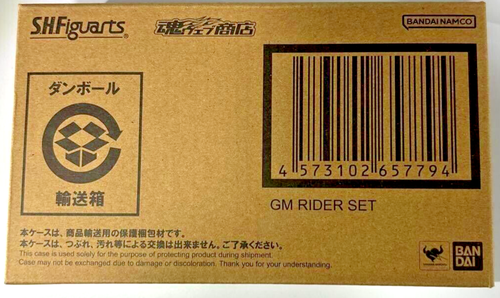 S.H.Figuarts
魂ウェブ商店
BANDAI NAMCO
ダンボール
輸送箱
4 573102 657794
GM RIDER SET
本ケースは、商品輸送用の保護梱包材です。
本ケースは、つぶれ、汚れ等による交換は出来ません。ご了承ください。
This case is used solely for the purpose of protecting product during shipment.
Case may not be exchanged due to damage or discoloration. Thank you for your understanding.
BAN
DAI